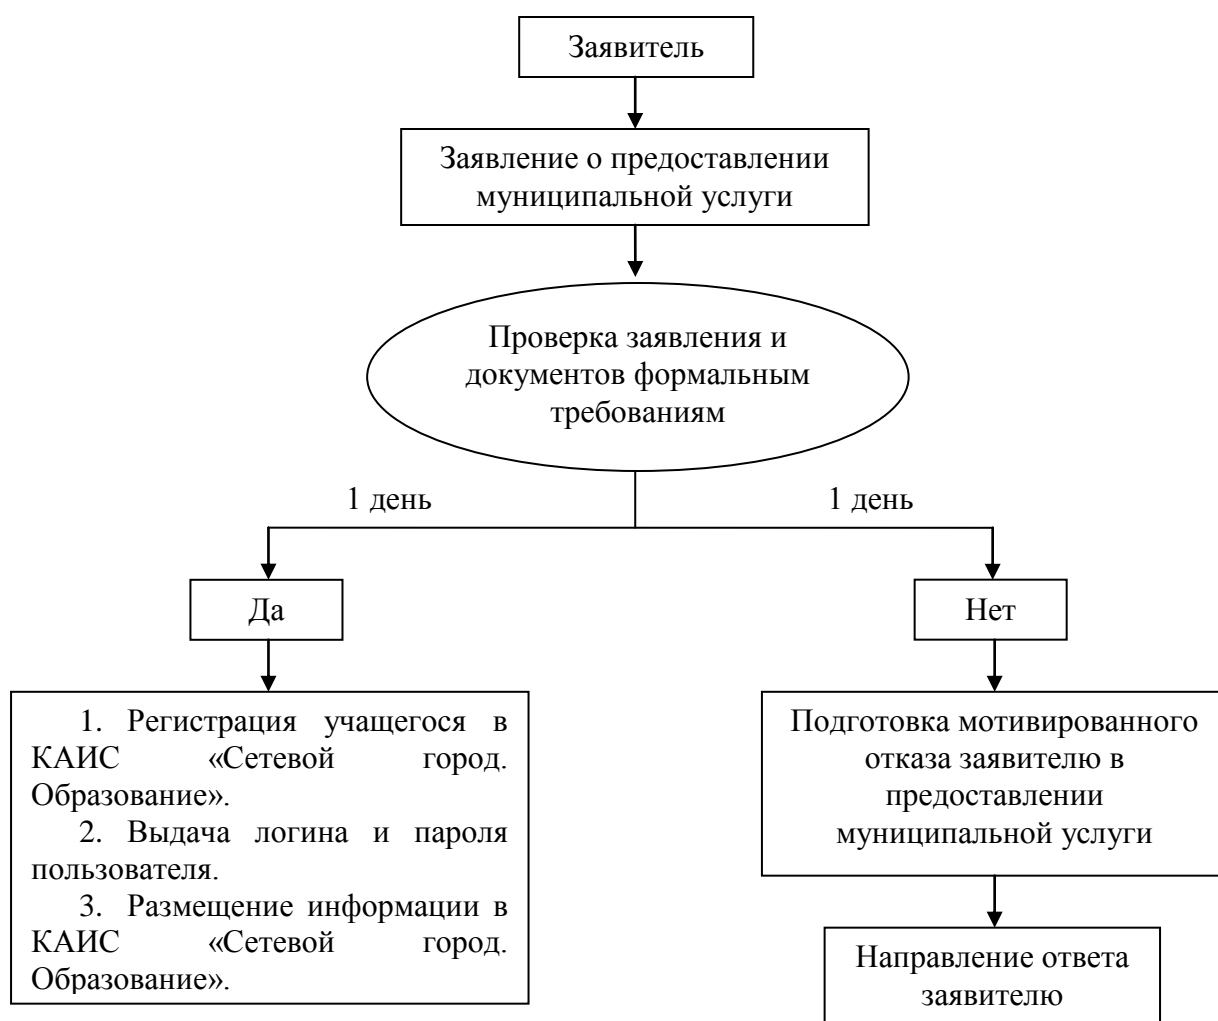 Заявитель
Заявление о предоставлении
муниципальной услуги
Проверка заявления и
документов формальным
требованиям
1 день
1 день
Да
Нет
1. Регистрация учащегося в
КАИС «Сетевой город.
Образование».
2. Выдача логина и пароля
пользователя.
3. Размещение информации в
КАИС «Сетевой город.
Образование».
Подготовка мотивированного
отказа заявителю в
предоставлении
муниципальной услуги
Направление ответа
заявителю